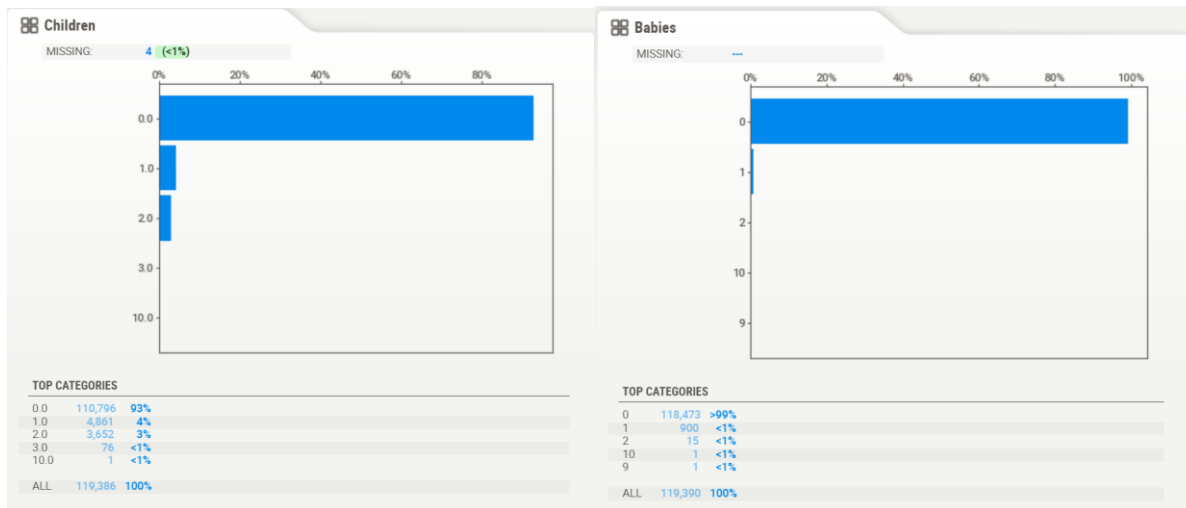 Children
MISSING: 4 (<1%)
0% 20% 40% 60% 80%
0.0
1.0
2.0
3.0
10.0
TOP CATEGORIES
0.0 110,796 93%
1.0 4,861 4%
2.0 3,652 3%
3.0 76 <1%
10.0 1 <1%
ALL 119,386 100%
Babies
MISSING: ---
0% 20% 40% 60% 80% 100%
0
1
2
10
9
TOP CATEGORIES
0 118,473 >99%
1 900 <1%
2 15 <1%
10 1 <1%
9 1 <1%
ALL 119,390 100%